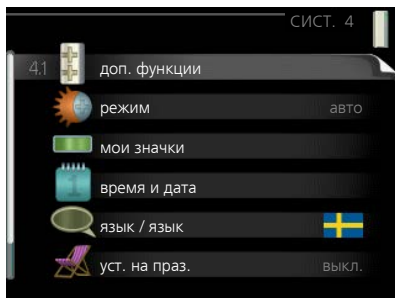 СИСТ. 4
4.1 доп. функции
режим авто
мои значки
время и дата
язык / язык
уст. на праз. выкл.